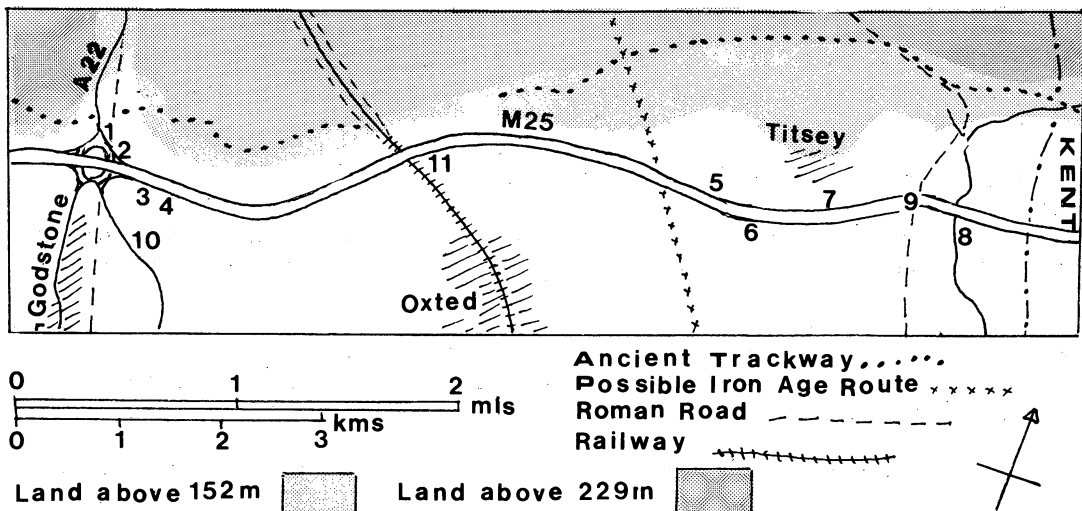 A22
M25
1
2
11
Titsey
3
4
5
7
9
KENT
6
8
10
Godstone
Oxted
0 1 2
mls
kms
0 1 2 3
Ancient Trackway
Possible Iron Age Route
Roman Road
Railway
Land above 152m
Land above 229m